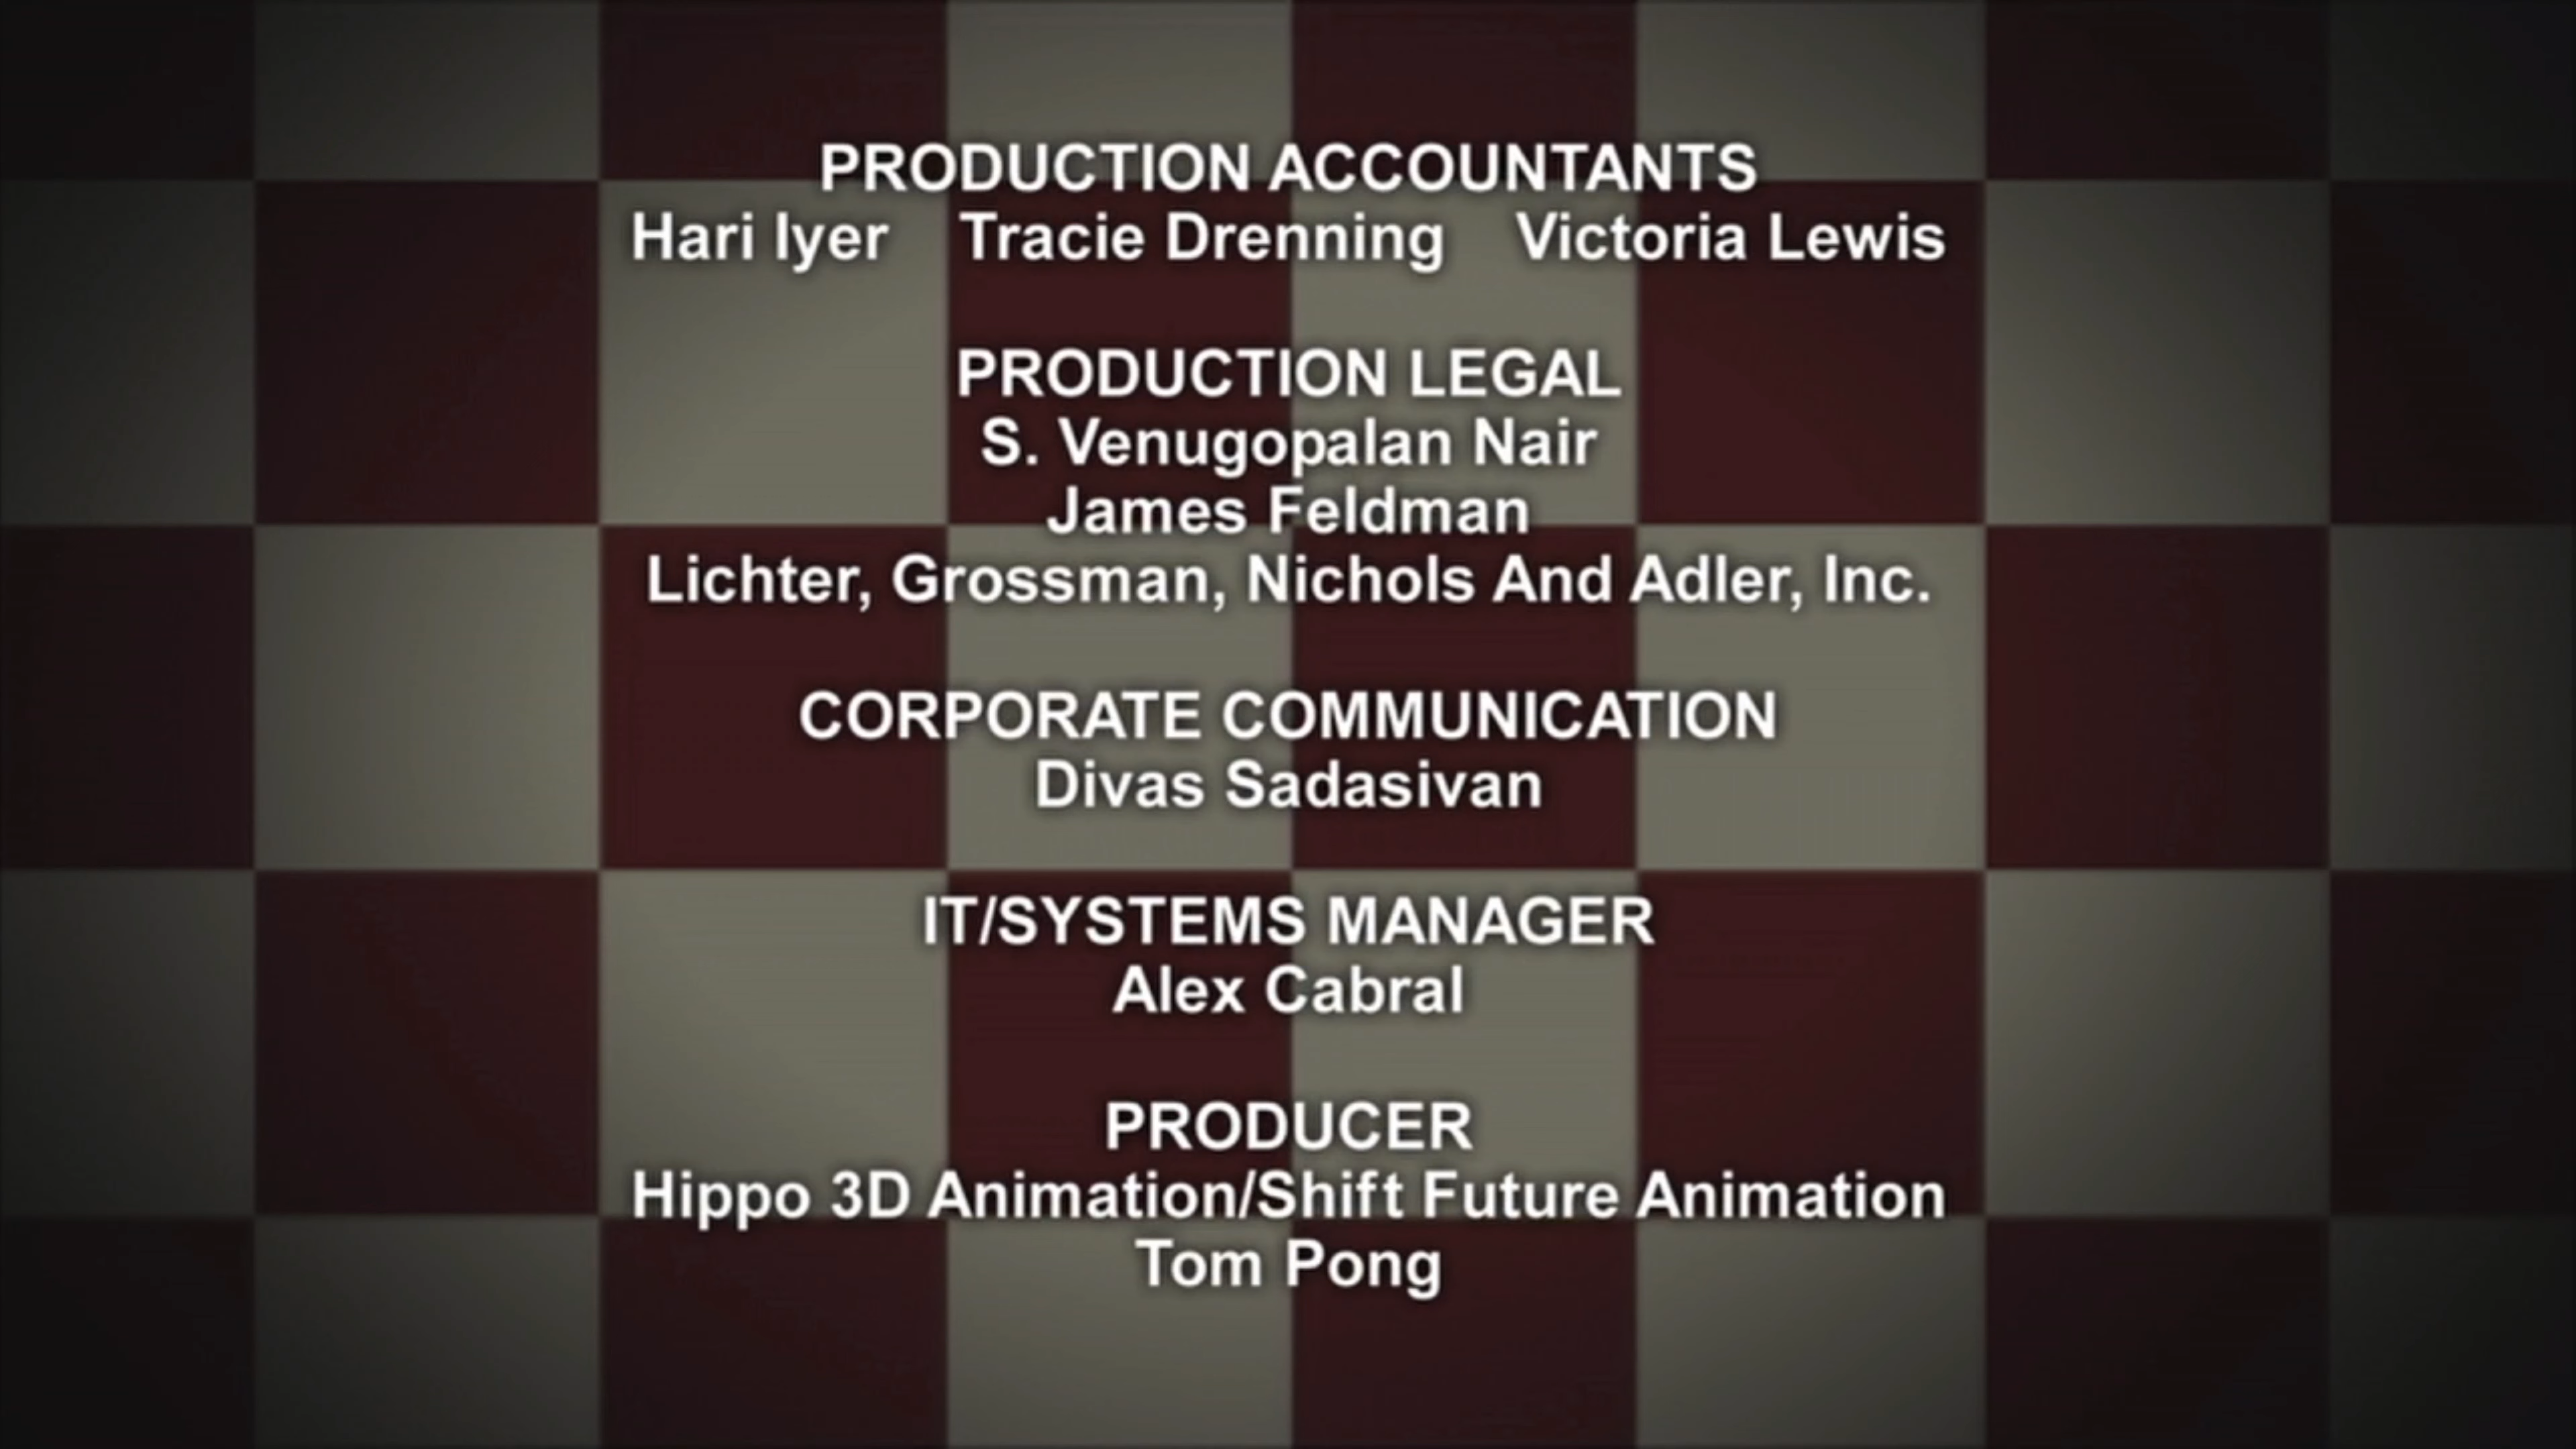 PRODUCTION ACCOUNTANTS
Hari Iyer Tracie Drenning Victoria Lewis
PRODUCTION LEGAL
S. Venugopalan Nair
James Feldman
Lichter, Grossman, Nichols And Adler, Inc.
CORPORATE COMMUNICATION
Divas Sadasivan
IT/SYSTEMS MANAGER
Alex Cabral
PRODUCER
Hippo 3D Animation/Shift Future Animation
Tom Pong